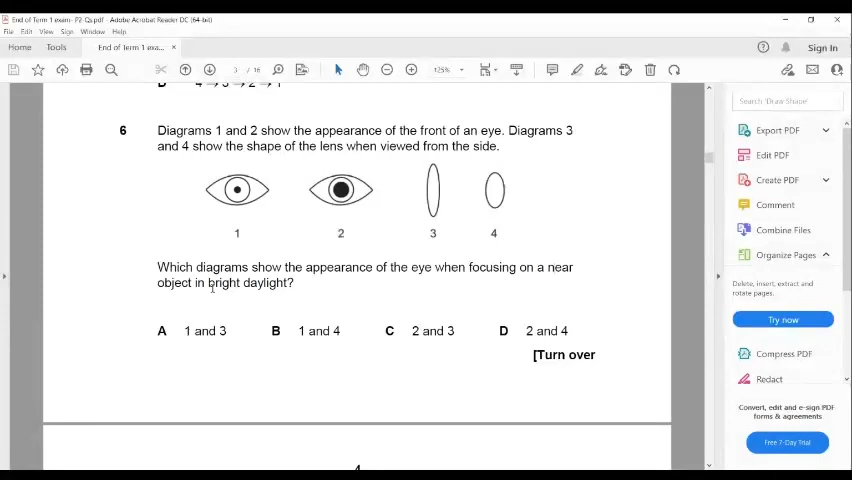 End of Term 1 exam- P2-Qs.pdf - Adobe Acrobat Reader DC (64-bit)
File Edit View Sign Window Help
Home Tools End of Term 1 exa... × Sign In
3 / 16 125%
D 4 → 3 → 2 → 1
6 Diagrams 1 and 2 show the appearance of the front of an eye. Diagrams 3
and 4 show the shape of the lens when viewed from the side.
1 2 3 4
Which diagrams show the appearance of the eye when focusing on a near
object in bright daylight?
A 1 and 3 B 1 and 4 C 2 and 3 D 2 and 4
[Turn over
4
Search 'Draw Shape'
Export PDF
Edit PDF
Create PDF
Comment
Combine Files
Organize Pages
Delete, insert, extract and
rotate pages.
Try now
Compress PDF
Redact
Convert, edit and e-sign PDF
forms & agreements
Free 7-Day Trial